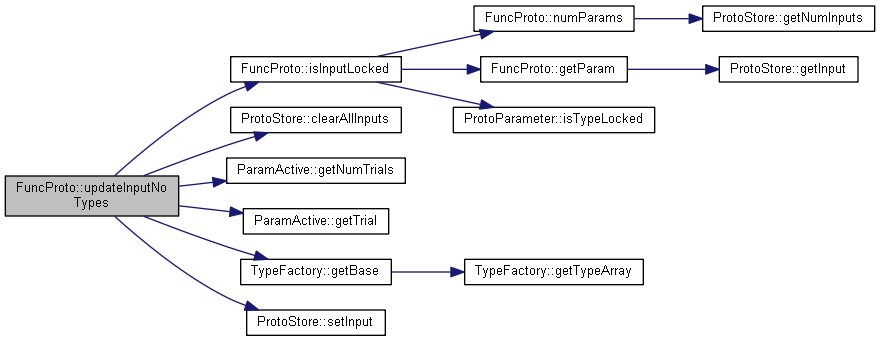 FuncProto::numParams
ProtoStore::getNumInputs
FuncProto::isInputLocked
FuncProto::getParam
ProtoStore::getInput
ProtoStore::clearAllInputs
ProtoParameter::isTypeLocked
ParamActive::getNumTrials
FuncProto::updateInputNo
Types
ParamActive::getTrial
TypeFactory::getBase
TypeFactory::getTypeArray
ProtoStore::setInput